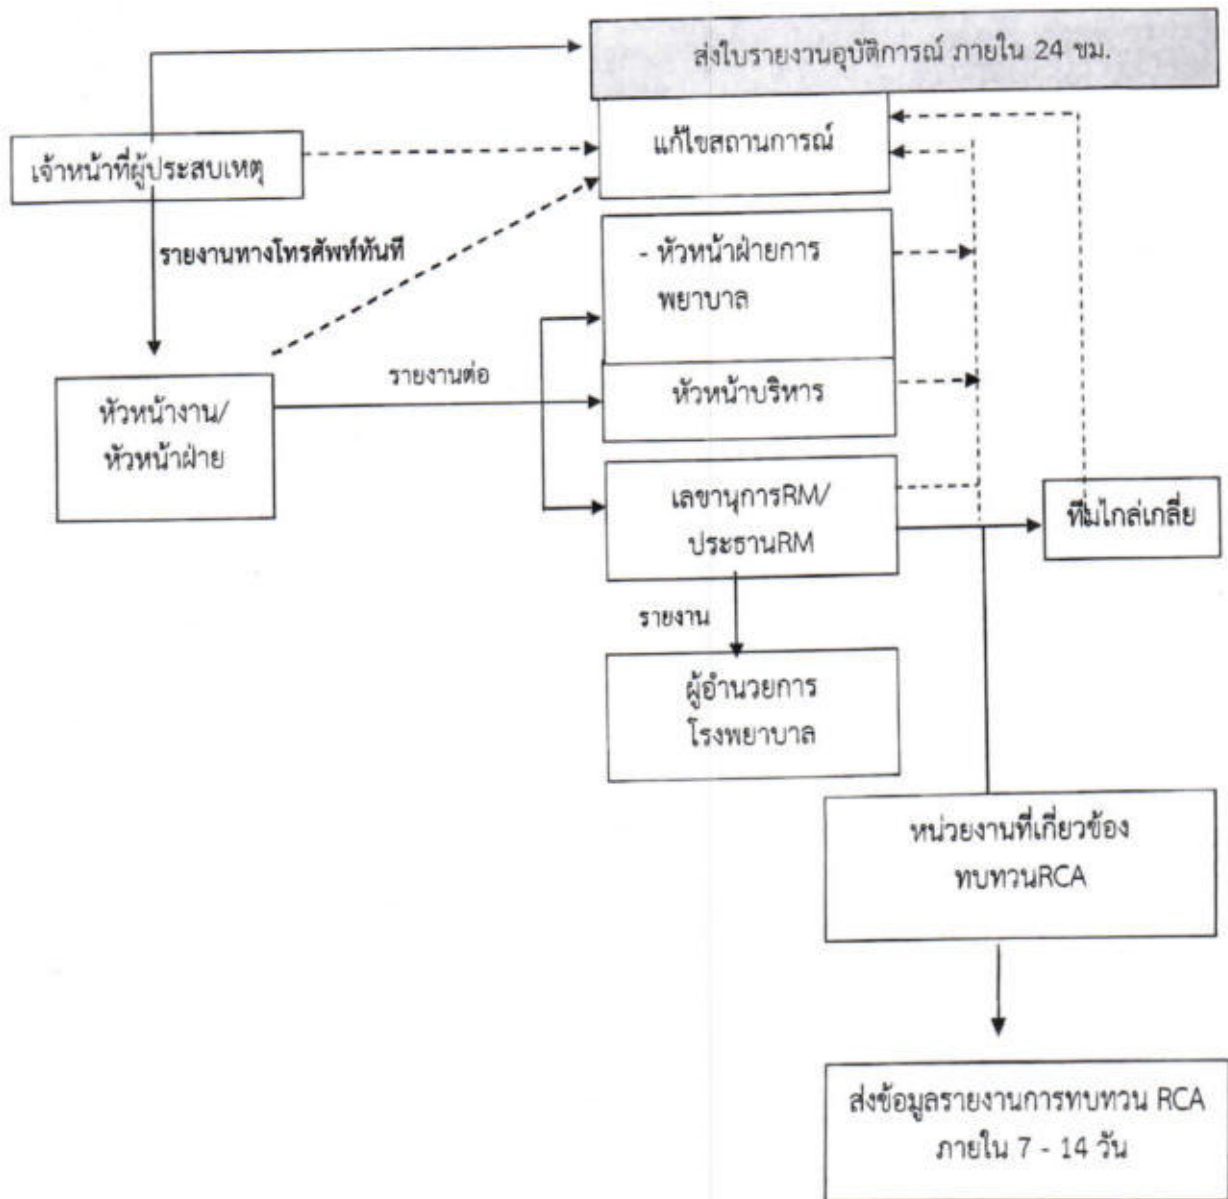 ส่งใบรายงานอุบัติการณ์ ภายใน 24 ชม.
แก้ไขสถานการณ์
เจ้าหน้าที่ผู้ประสบเหตุ
รายงานทางโทรศัพท์ทันที
- หัวหน้าฝ่ายการ
พยาบาล
รายงานต่อ
หัวหน้าบริหาร
หัวหน้างาน/
หัวหน้าฝ่าย
เลขานุการRM/
ประธานRM
ทีมไกล่เกลี่ย
รายงาน
ผู้อำนวยการ
โรงพยาบาล
หน่วยงานที่เกี่ยวข้อง
ทบทวนRCA
ส่งข้อมูลรายงานการทบทวน RCA
ภายใน 7 - 14 วัน